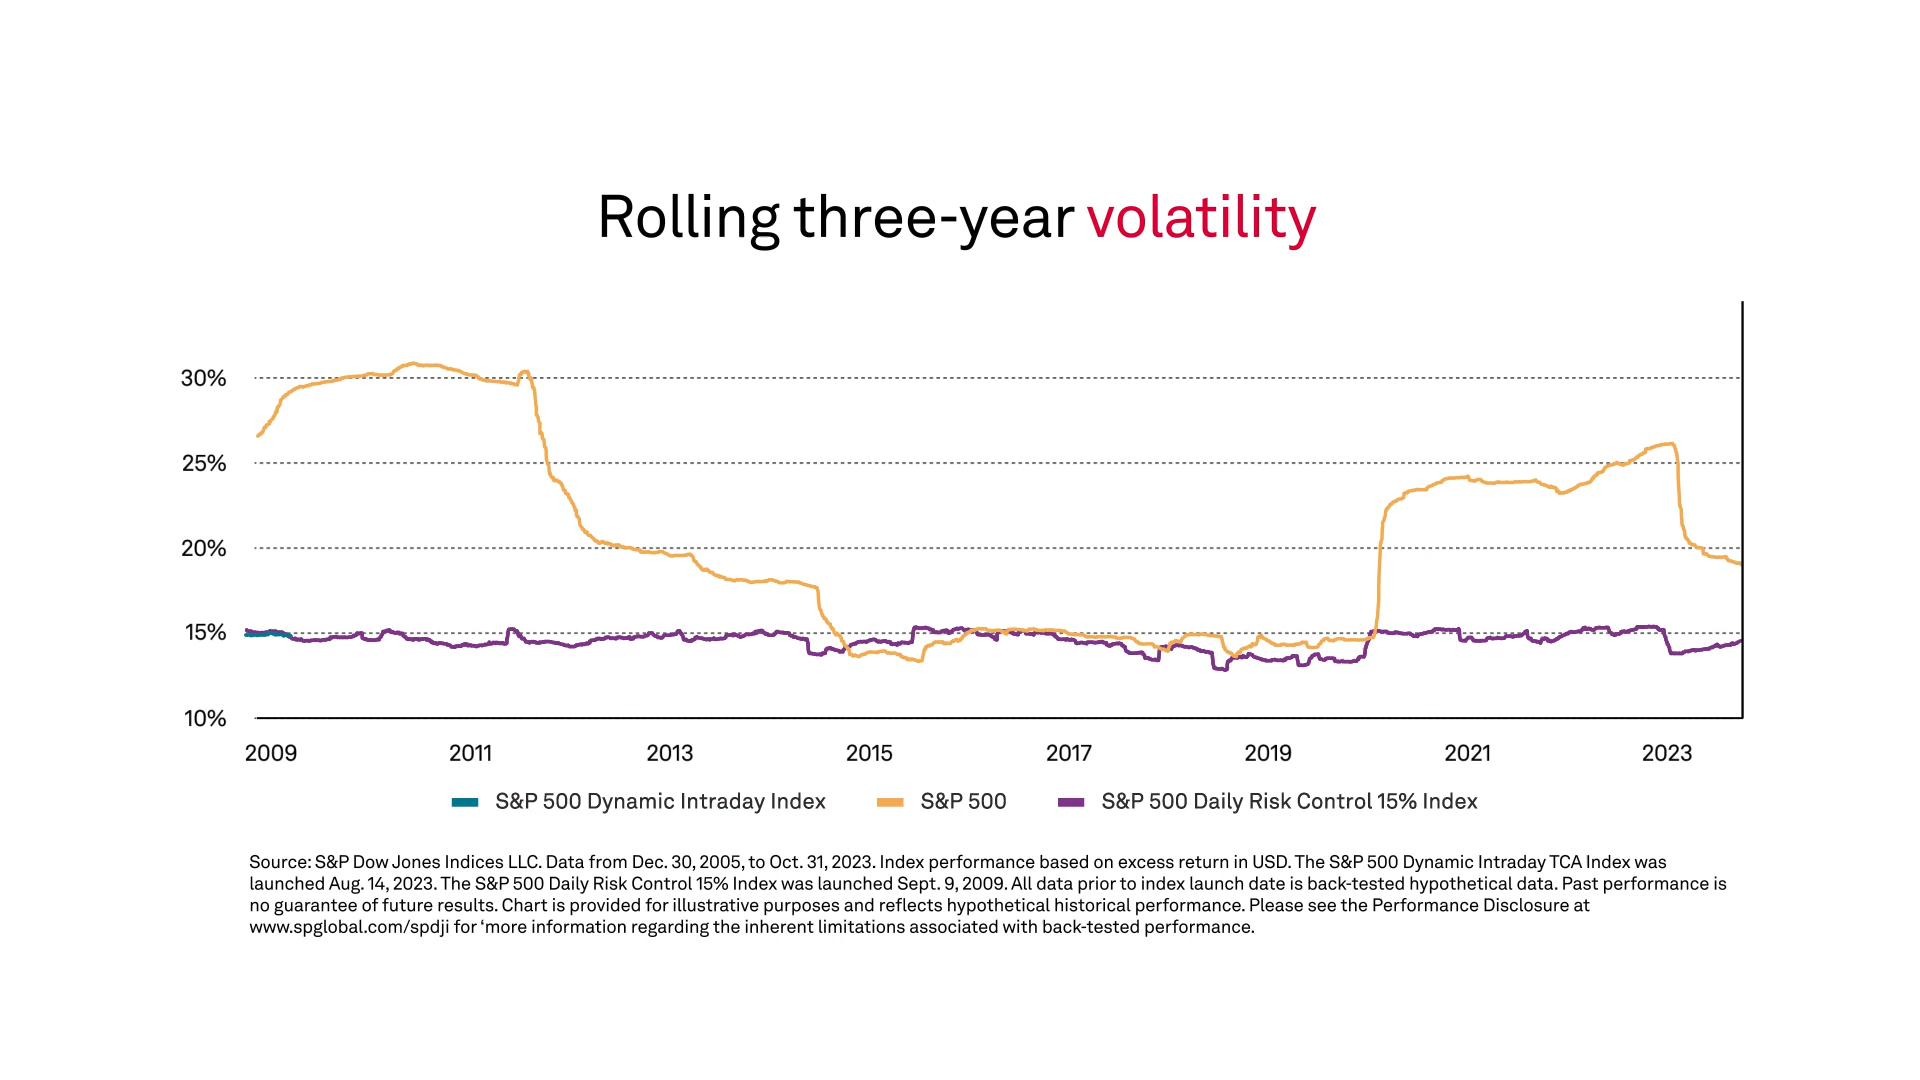 Rolling three-year volatility
30%
25%
20%
15%
10%
2009 2011 2013 2015 2017 2019 2021 2023
S&P 500 Dynamic Intraday Index S&P 500 S&P 500 Daily Risk Control 15% Index
Source: S&P Dow Jones Indices LLC. Data from Dec. 30, 2005, to Oct. 31, 2023. Index performance based on excess return in USD. The S&P 500 Dynamic Intraday TCA Index was
launched Aug. 14, 2023. The S&P 500 Daily Risk Control 15% Index was launched Sept. 9, 2009. All data prior to index launch date is back-tested hypothetical data. Past performance is
no guarantee of future results. Chart is provided for illustrative purposes and reflects hypothetical historical performance. Please see the Performance Disclosure at
www.spglobal.com/spdji for ‘more information regarding the inherent limitations associated with back-tested performance.